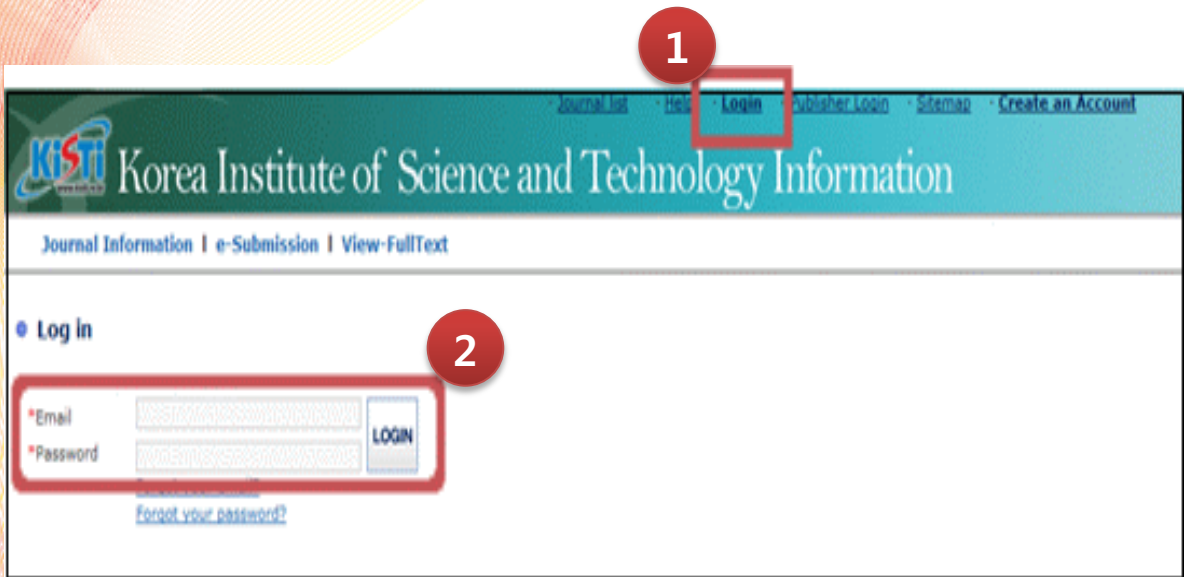 1
· Journal list · Help · Login · Publisher Login · Sitemap · Create an Account
KiSTi Korea Institute of Science and Technology Information
Journal Information | e-Submission | View-FullText
Log in
2
*Email
LOGIN
*Password
Forgot your password?